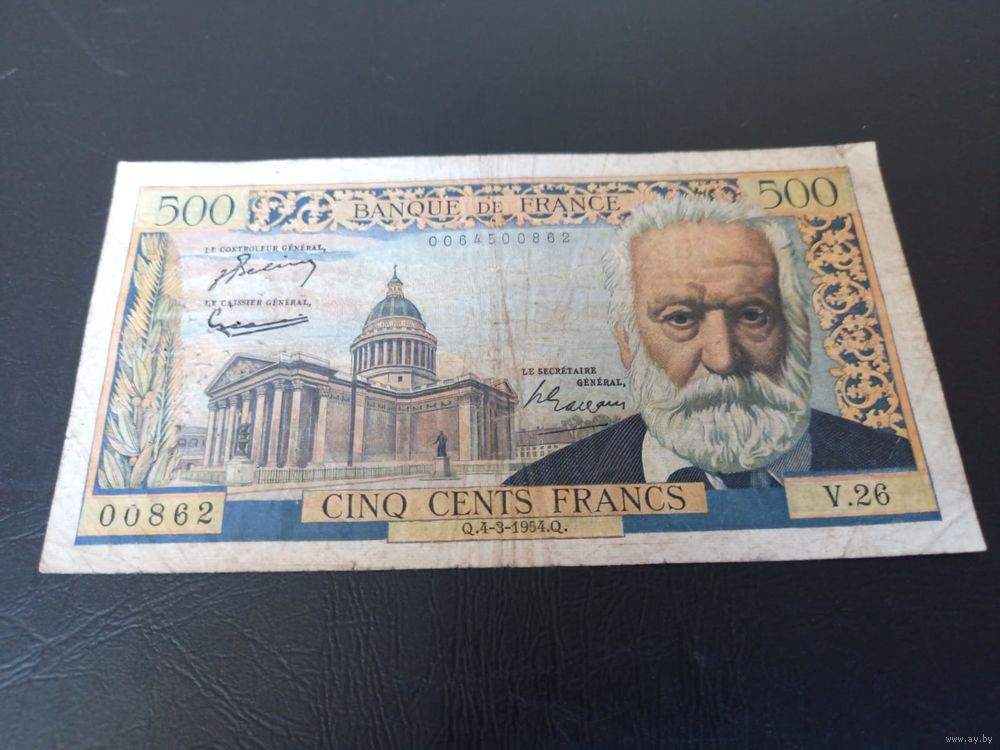 500
BANQUE DE FRANCE
500
0064500862
LE CONTROLEUR GÉNÉRAL,
LE CAISSIER GÉNÉRAL,
LE SECRÉTAIRE
GÉNÉRAL,
00862
CINQ CENTS FRANCS
V.26
Q.4-3-1954.Q.
www.ay.by